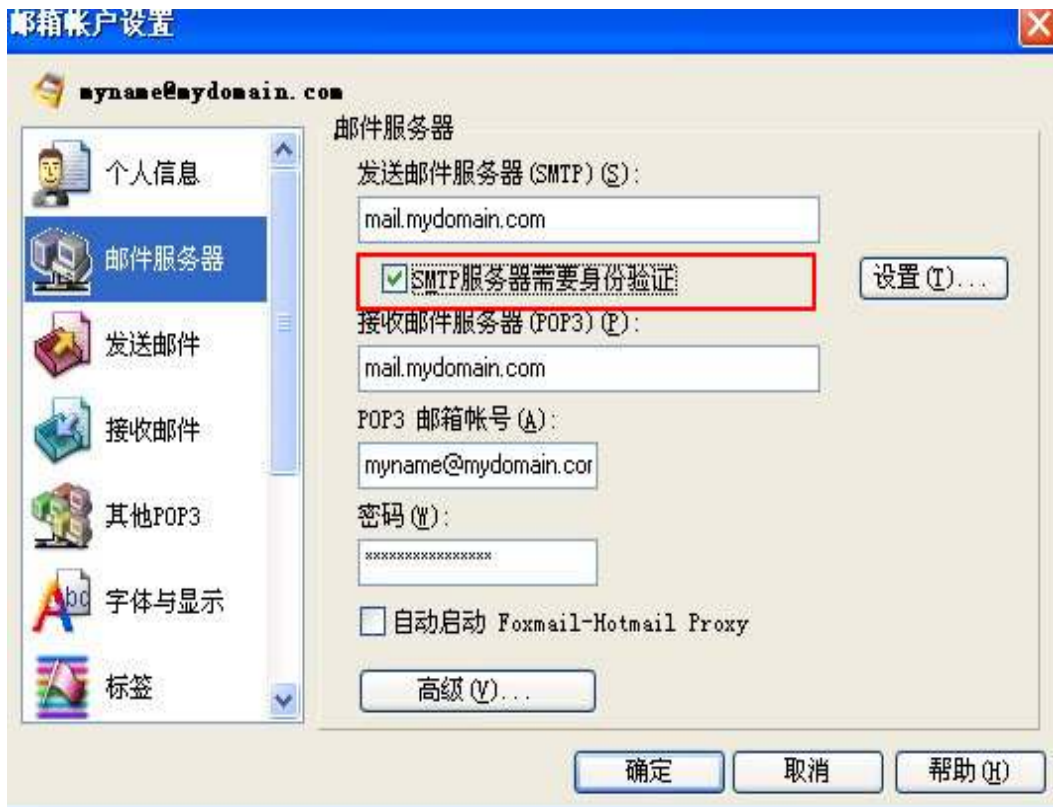 邮箱帐户设置
myname@mydomain.com
个人信息
邮件服务器
发送邮件
接收邮件
其他POP3
Abc
字体与显示
标签
邮件服务器
发送邮件服务器(SMTP)(S):
mail.mydomain.com
SMTP服务器需要身份验证
设置(T)...
接收邮件服务器(POP3)(P):
mail.mydomain.com
POP3 邮箱帐号(A):
myname@mydomain.cor
密码(W):
****************
自动启动 Foxmail-Hotmail Proxy
高级(V)...
确定
取消
帮助(H)